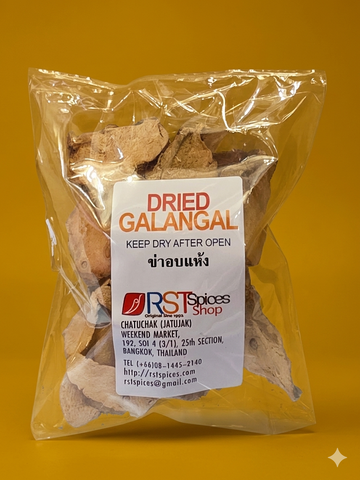 DRIED
GALANGAL
KEEP DRY AFTER OPEN
ข่าอบแห้ง
RST Spices
Shop
Original Sine 1992
CHATUCHAK (JATUJAK)
WEEKEND MARKET,
192, SOI 4 (3/1), 25th SECTION,
BANGKOK, THAILAND
TEL (+66)08-1445-2140
http://rstspices.com
rstspices@gmail.com